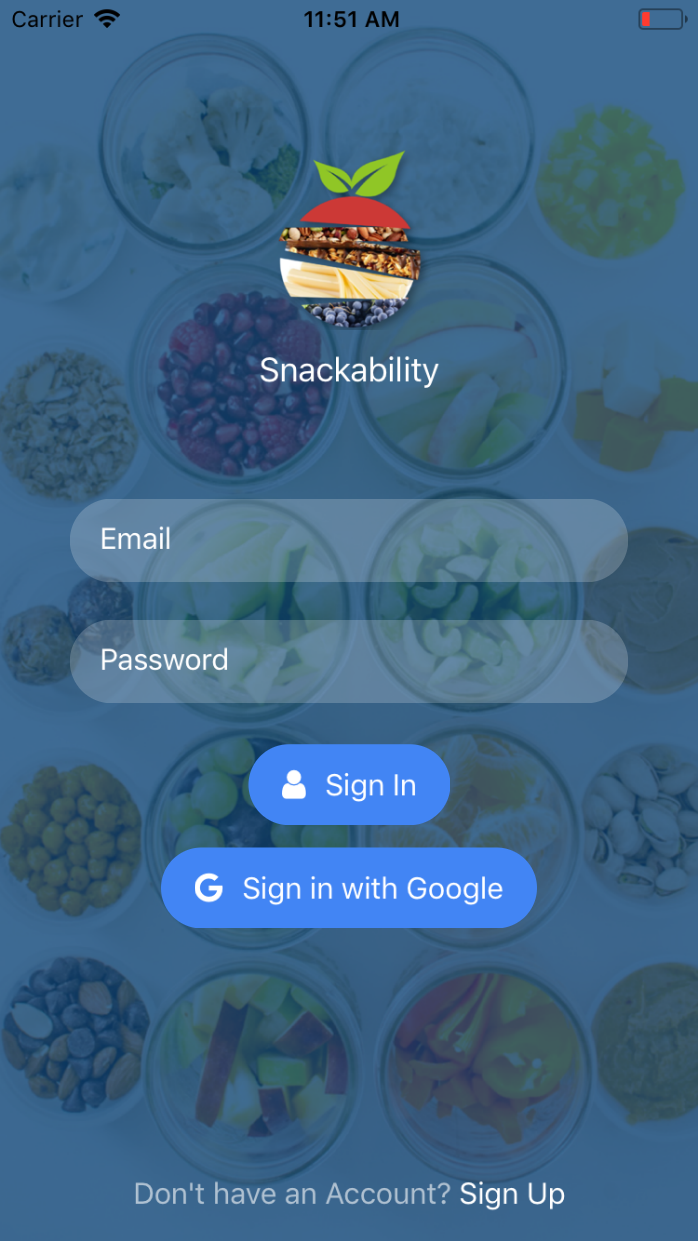 Carrier 11:51 AM
Snackability
Email
Password
Sign In
Sign in with Google
Don't have an Account? Sign Up